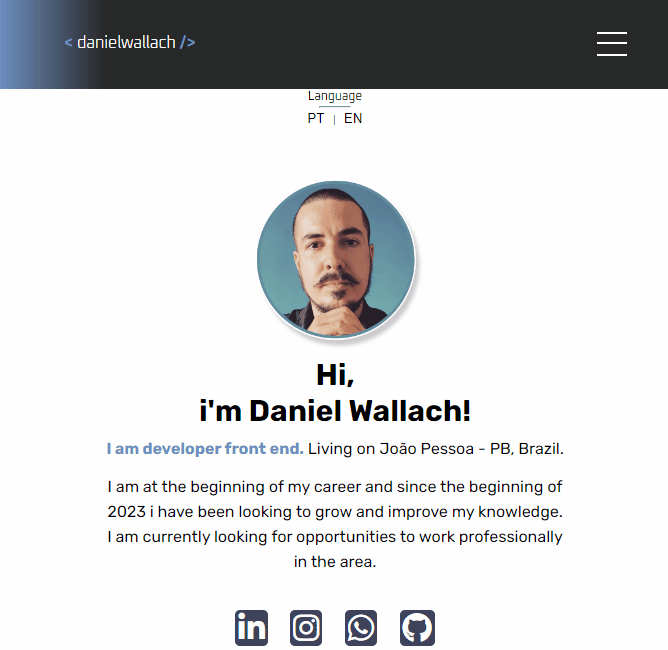 < danielwallach />
Language
PT | EN
Hi,
i'm Daniel Wallach!
I am developer front end. Living on João Pessoa - PB, Brazil.
I am at the beginning of my career and since the beginning of
2023 i have been looking to grow and improve my knowledge.
I am currently looking for opportunities to work professionally
in the area.
in